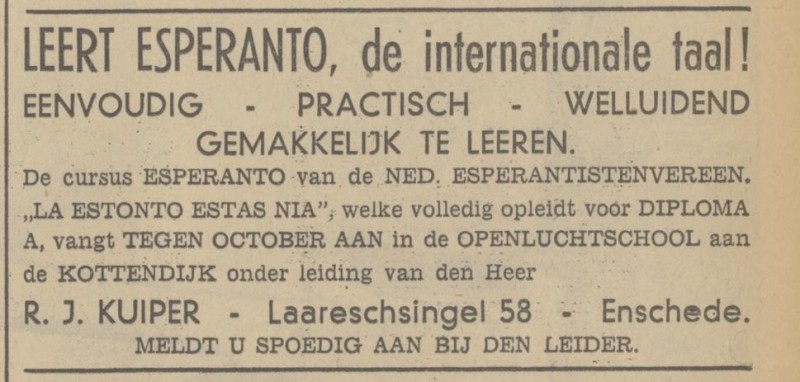 LEERT ESPERANTO, de internationale taal!
EENVOUDIG - PRACTISCH - WELLUIDEND
GEMAKKELIJK TE LEEREN.
De cursus ESPERANTO van de NED. ESPERANTISTENVEREEN.
„LA ESTONTO ESTAS NIA”, welke volledig opleidt voor DIPLOMA
A, vangt TEGEN OCTOBER AAN in de OPENLUCHTSCHOOL aan
de KOTTENDIJK onder leiding van den Heer
R. J. KUIPER - Laareschsingel 58 - Enschede.
MELDT U SPOEDIG AAN BIJ DEN LEIDER.